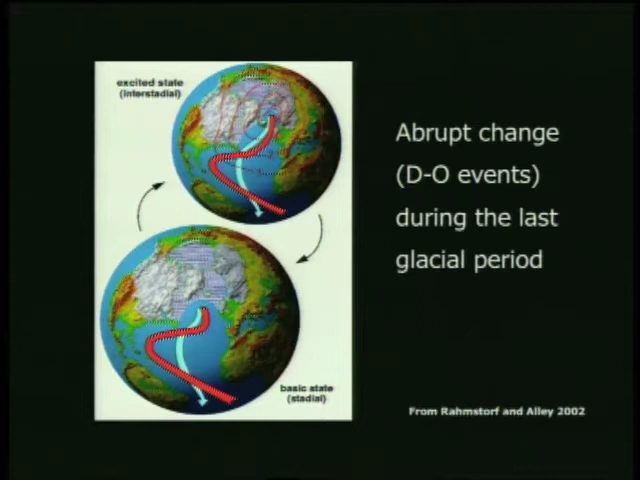 excited state
(interstadial)
Abrupt change
(D-O events)
during the last
glacial period
basic state
(stadial)
From Rahmstorf and Alley 2002